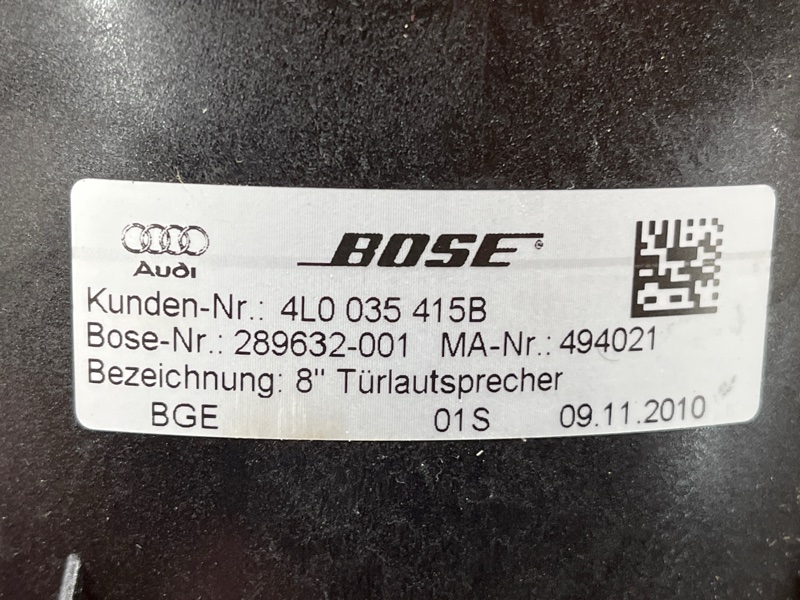 Audi
BOSE®
Kunden-Nr.: 4L0 035 415B
Bose-Nr.: 289632-001 MA-Nr.: 494021
Bezeichnung: 8" Türlautsprecher
BGE 01S 09.11.2010